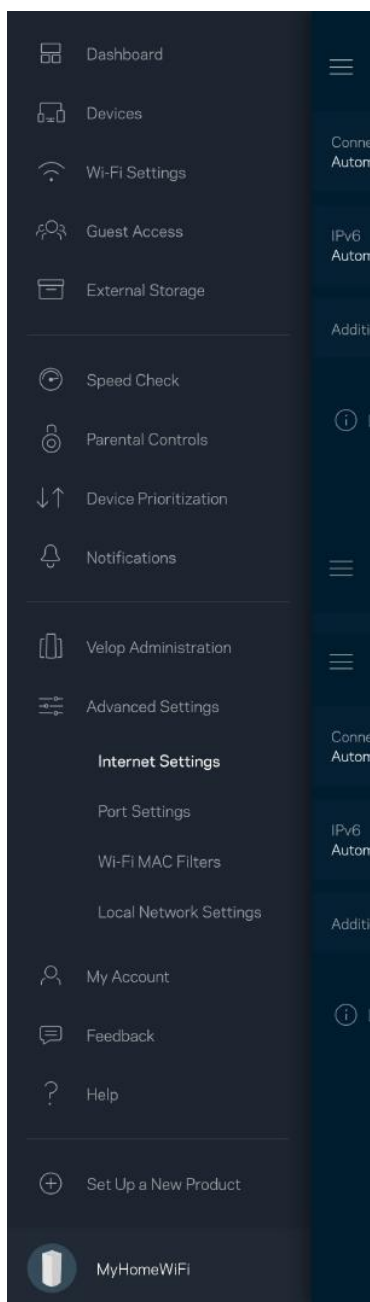 Dashboard
Devices
Wi-Fi Settings
Guest Access
External Storage
Speed Check
Parental Controls
Device Prioritization
Notifications
Velop Administration
Advanced Settings
Internet Settings
Port Settings
Wi-Fi MAC Filters
Local Network Settings
My Account
Feedback
Help
Set Up a New Product
MyHomeWiFi
IPv6
IPv6